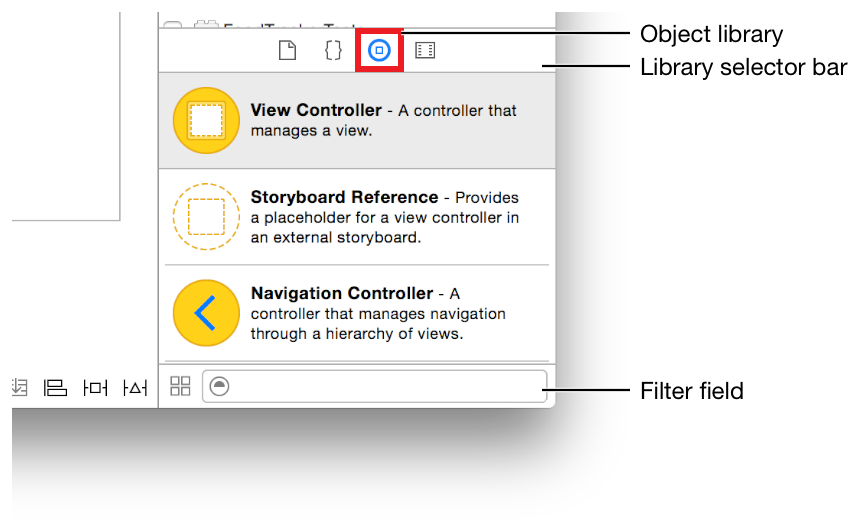 Object library
Library selector bar
View Controller - A controller that
manages a view.
Storyboard Reference - Provides
a placeholder for a view controller in
an external storyboard.
Navigation Controller - A
controller that manages navigation
through a hierarchy of views.
Filter field